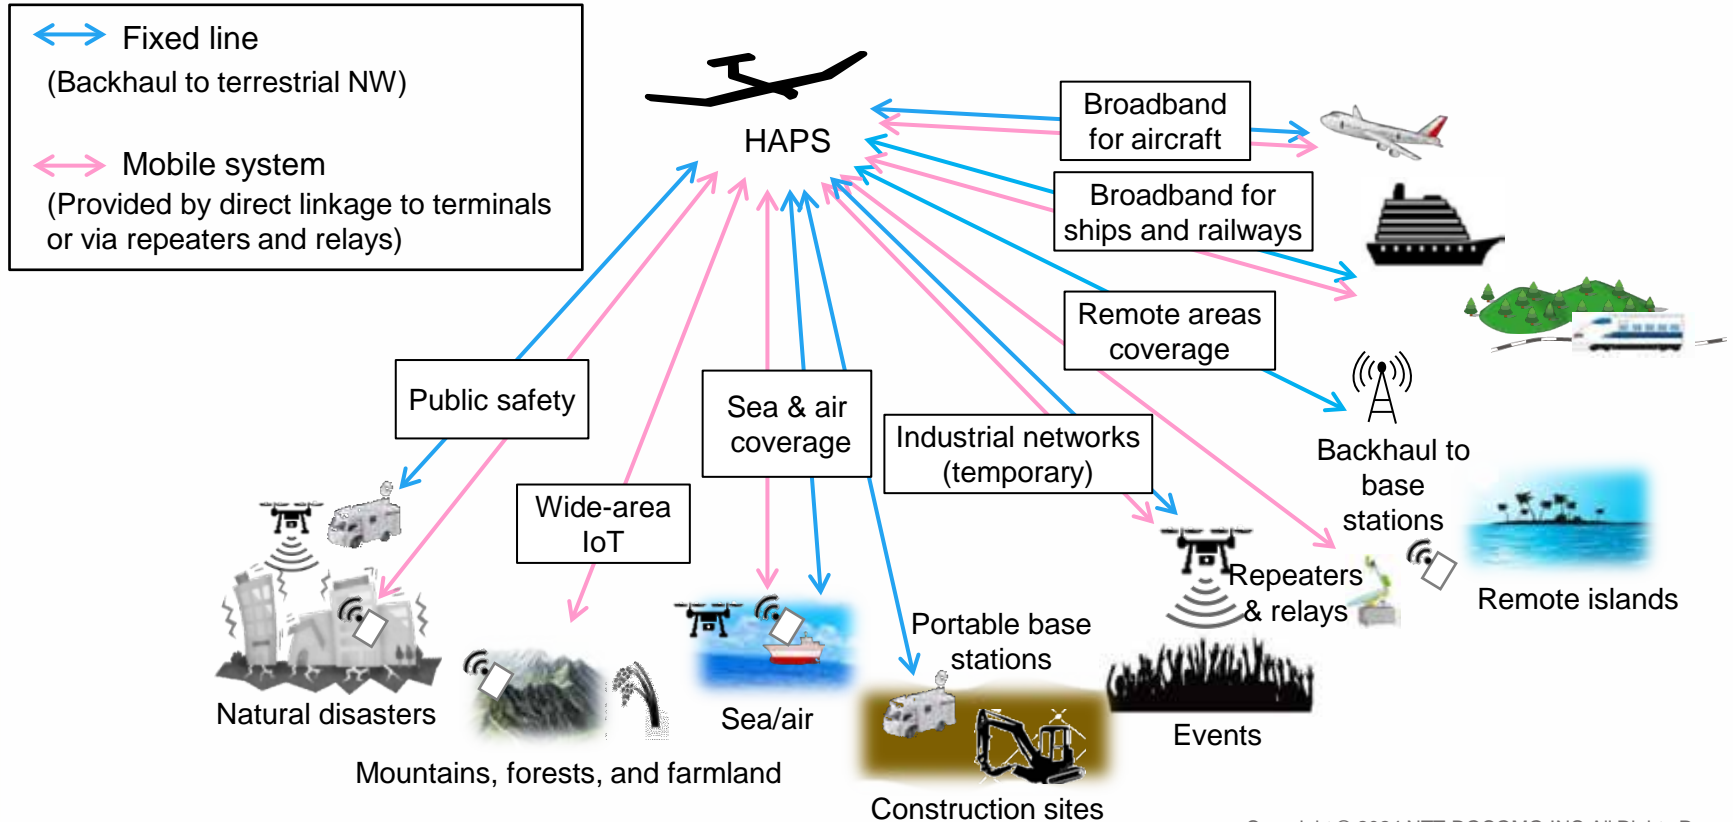 Fixed line
(Backhaul to terrestrial NW)
Mobile system
(Provided by direct linkage to terminals
or via repeaters and relays)
HAPS
Broadband
for aircraft
Broadband for
ships and railways
Remote areas
coverage
Public safety
Sea & air
coverage
Industrial networks
(temporary)
Wide-area
IoT
Backhaul to
base
stations
Repeaters
& relays
Remote islands
Portable base
stations
Natural disasters
Sea/air
Events
Mountains, forests, and farmland
Construction sites